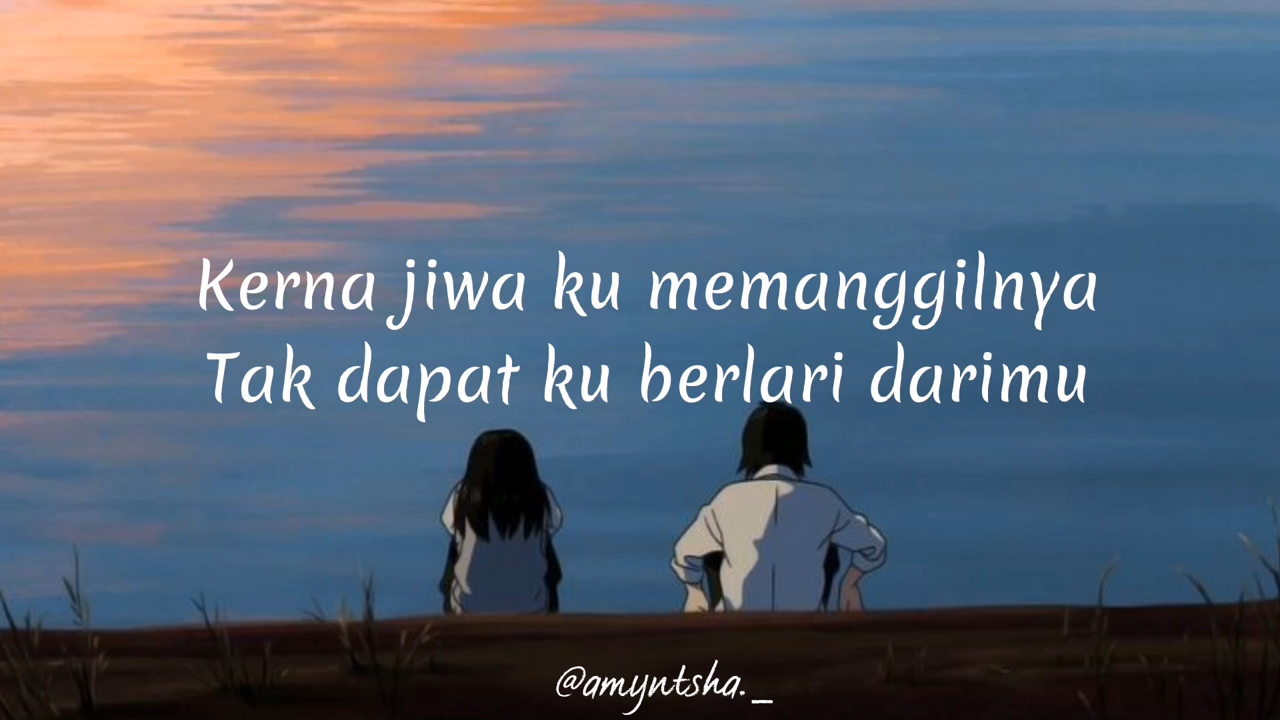 Kerna jiwa ku memanggilnya
Tak dapat ku berlari darimu
@amyntsha._